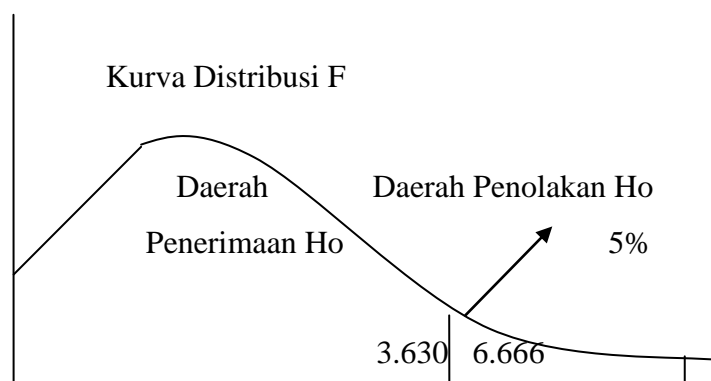 Kurva Distribusi F
Daerah
Penerimaan Ho
Daerah Penolakan Ho
5%
3.630 6.666